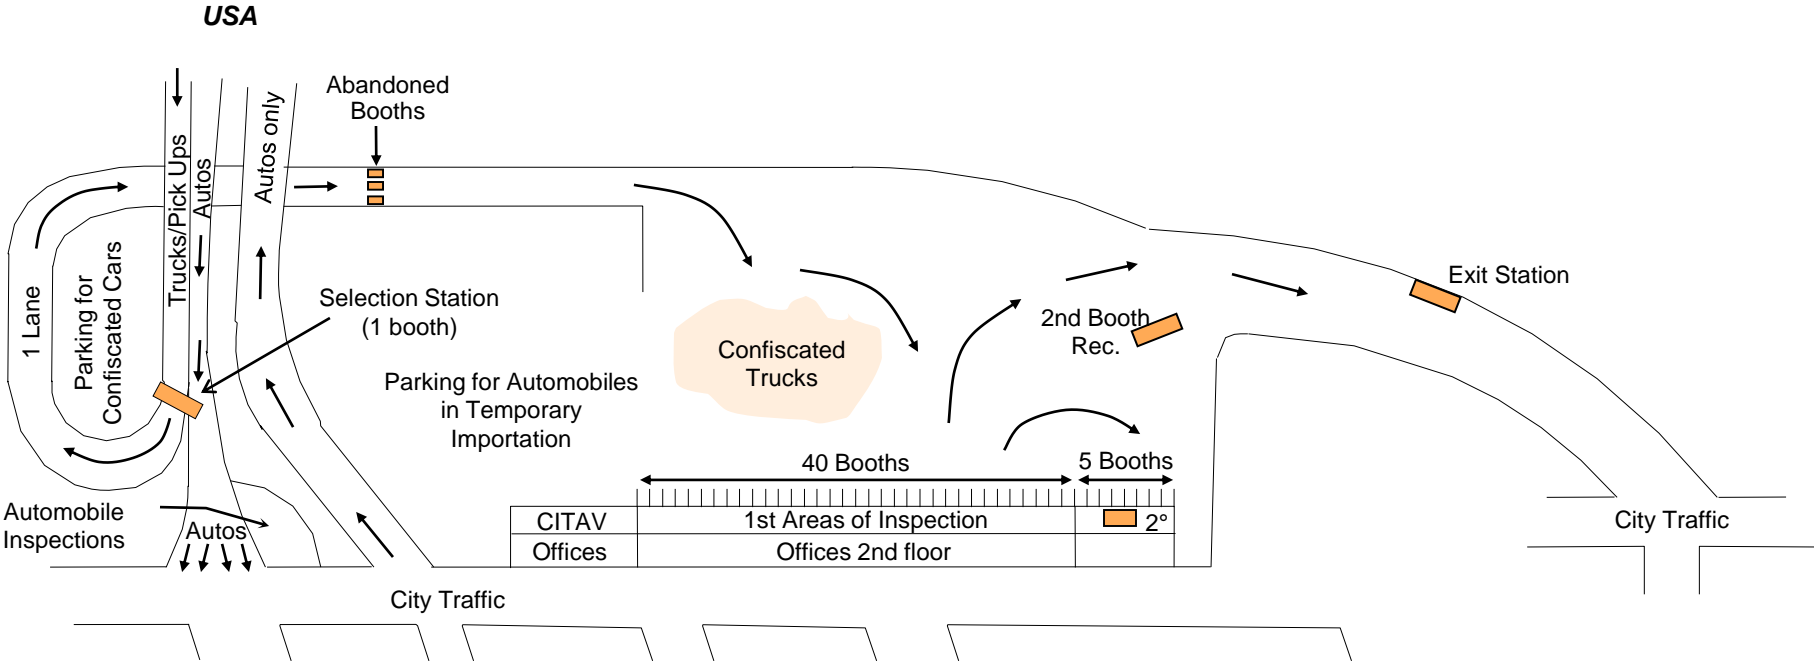 USA
Abandoned
Booths
Trucks/Pick Ups
Autos
Autos only
1 Lane
Parking for
Confiscated Cars
Selection Station
(1 booth)
Parking for Automobiles
in Temporary
Importation
Confiscated
Trucks
2nd Booth
Rec.
Exit Station
40 Booths
5 Booths
Automobile
Inspections
Autos
CITAV
1st Areas of Inspection
2°
Offices
Offices 2nd floor
City Traffic
City Traffic